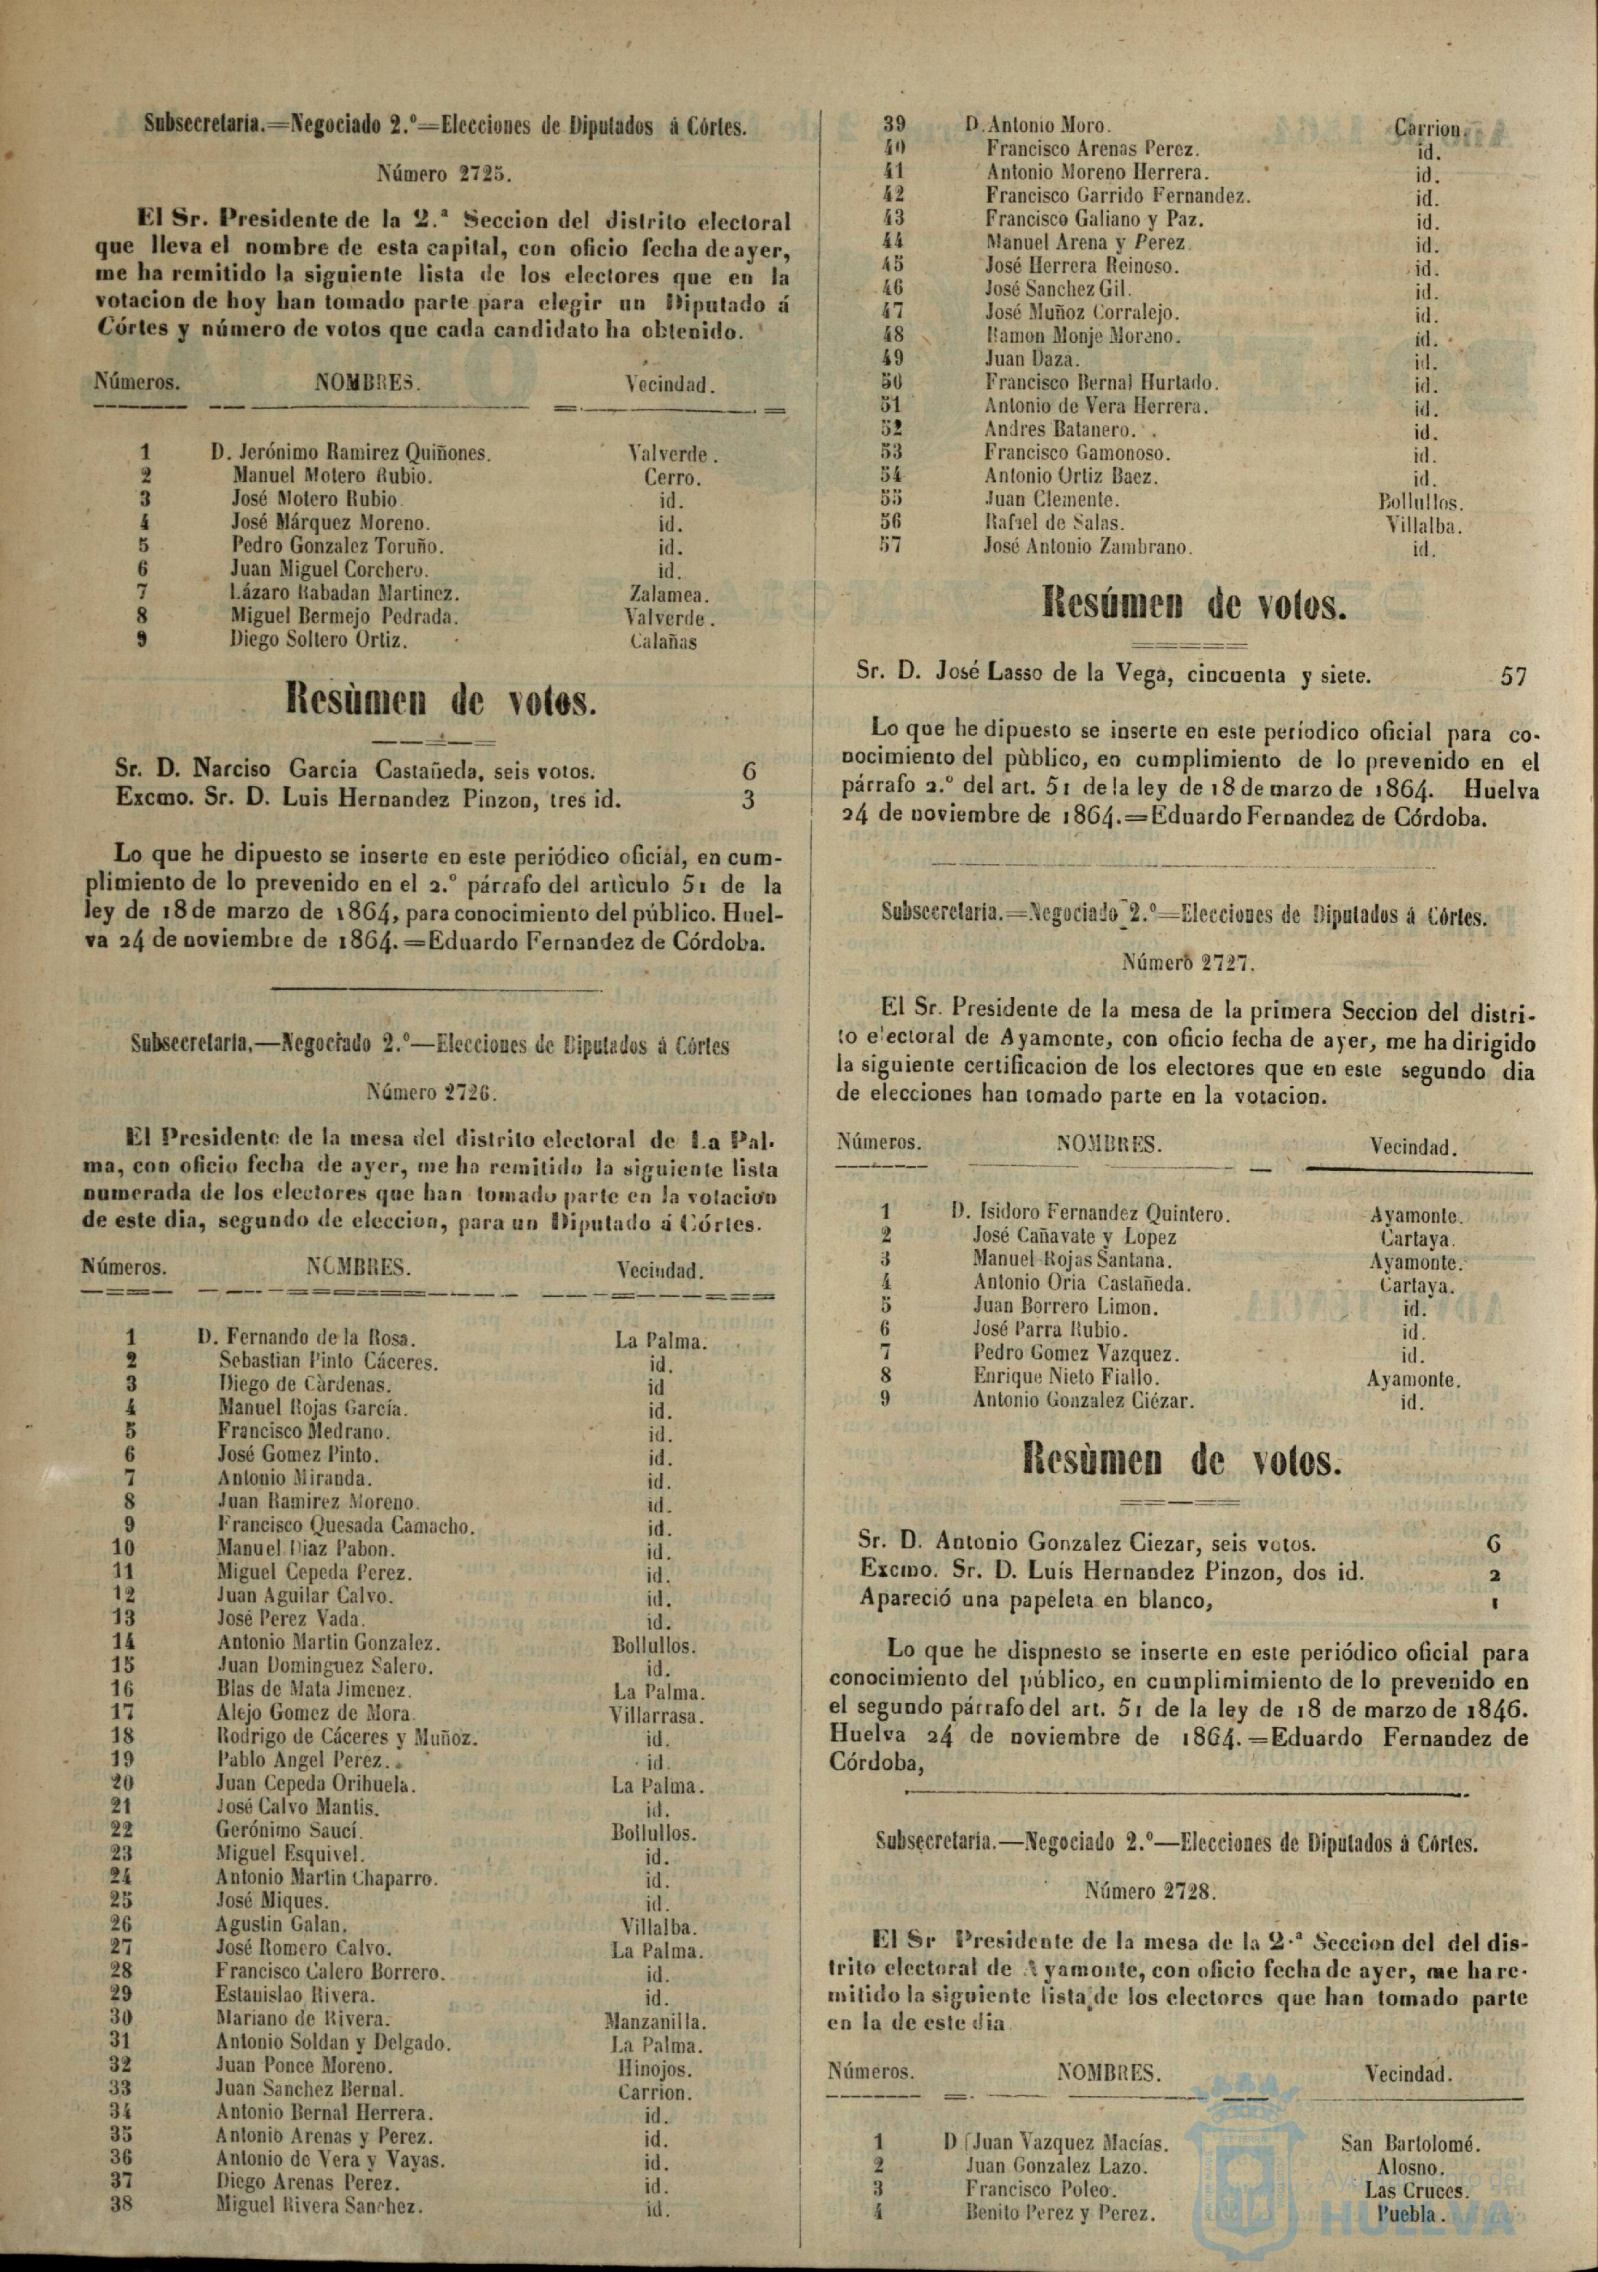 Subsecretaría.=Negociado 2.º=Elecciones de Diputados á Córtes.
Número 2725.
El Sr. Presidente de la 2.ª Seccion del distrito electoral
que lleva el nombre de esta capital, con oficio fecha de ayer,
me ha remitido la siguiente lista de los electores que en la
votacion de hoy han tomado parte para elegir un Diputado á
Córtes y número de votos que cada candidato ha obtenido.
Números. NOMBRES. Vecindad.
1 D. Jerónimo Ramirez Quiñones. Valverde.
2 Manuel Motero Rubio. Cerro.
3 José Motero Rubio. id.
4 José Márquez Moreno. id.
5 Pedro Gonzalez Toruño. id.
6 Juan Miguel Corchero. id.
7 Lázaro Rabadan Martinez. Zalamea.
8 Miguel Bermejo Pedrada. Valverde.
9 Diego Soltero Ortiz. Calañas
Resùmen de votos.
Sr. D. Narciso Garcia Castañeda, seis votos. 6
Excmo. Sr. D. Luis Hernandez Pinzon, tres id. 3
Lo que he dipuesto se inserte en este periódico oficial, en cum-
plimiento de lo prevenido en el 2.º párrafo del artìculo 51 de la
ley de 18 de marzo de 1864, para conocimiento del público. Huel-
va 24 de noviembre de 1864.=Eduardo Fernandez de Córdoba.
Subsecretaría.—Negociado 2.º—Elecciones de Diputados á Córtes
Número 2726.
El Presidente de la mesa del distrito electoral de La Pal-
ma, con oficio fecha de ayer, me ha remitido la siguiente lista
numerada de los electores que han tomado parte en la votacion
de este dia, segundo de eleccion, para un Diputado á Córtes.
Números. NOMBRES. Vecindad.
1 D. Fernando de la Rosa. La Palma.
2 Sebastian Pinto Cáceres. id.
3 Diego de Càrdenas. id
4 Manuel Rojas García. id.
5 Francisco Medrano. id.
6 José Gomez Pinto. id.
7 Antonio Miranda. id.
8 Juan Ramirez Moreno. id.
9 Francisco Quesada Camacho. id.
10 Manuel Diaz Pabon. id.
11 Miguel Cepeda Perez. id.
12 Juan Aguilar Calvo. id.
13 José Perez Vada. id.
14 Antonio Martin Gonzalez. Bollullos.
15 Juan Dominguez Salero. id.
16 Blas de Mata Jimenez. La Palma.
17 Alejo Gomez de Mora. Villarrasa.
18 Rodrigo de Cáceres y Muñoz. id.
19 Pablo Angel Perez. id.
20 Juan Cepeda Orihuela. La Palma.
21 José Calvo Mantis. id.
22 Gerónimo Saucí. Bollullos.
23 Miguel Esquivel. id.
24 Antonio Martin Chaparro. id.
25 José Miques. id.
26 Agustin Galan. Villalba.
27 José Romero Calvo. La Palma.
28 Francisco Calero Borrero. id.
29 Estanislao Rivera. id.
30 Mariano de Rivera. Manzanilla.
31 Antonio Soldan y Delgado. La Palma.
32 Juan Ponce Moreno. Hinojos.
33 Juan Sanchez Bernal. Carrion.
34 Antonio Bernal Herrera. id.
35 Antonio Arenas y Perez. id.
36 Antonio de Vera y Vayas. id.
37 Diego Arenas Perez. id.
38 Miguel Rivera Sanchez. id.
39 D. Antonio Moro. Carrion.
40 Francisco Arenas Perez. id.
41 Antonio Moreno Herrera. id.
42 Francisco Garrido Fernandez. id.
43 Francisco Galiano y Paz. id.
44 Manuel Arena y Perez. id.
45 José Herrera Reinoso. id.
46 José Sanchez Gil. id.
47 José Muñoz Corralejo. id.
48 Ramon Monje Moreno. id.
49 Juan Daza. id.
50 Francisco Bernal Hurtado. id.
51 Antonio de Vera Herrera. id.
52 Andres Batanero. id.
53 Francisco Gamonoso. id.
54 Antonio Ortiz Baez. id.
55 Juan Clemente. Bollullos.
56 Rafael de Salas. Villalba.
57 José Antonio Zambrano. id.
Resúmen de votos.
Sr. D. José Lasso de la Vega, cincuenta y siete. 57
Lo que he dipuesto se inserte en este periodico oficial para co-
nocimiento del pùblico, en cumplimiento de lo prevenido en el
párrafo 2.º del art. 51 de la ley de 18 de marzo de 1864. Huelva
24 de noviembre de 1864.=Eduardo Fernandez de Córdoba.
Subsecretaria.=Negociado 2.º=Elecciones de Diputados á Córtes.
Número 2727.
El Sr. Presidente de la mesa de la primera Seccion del distri-
to electoral de Ayamonte, con oficio fecha de ayer, me ha dirigido
la siguiente certificacion de los electores que en este segundo dia
de elecciones han tomado parte en la votacion.
Números. NOMBRES. Vecindad.
1 D. Isidoro Fernandez Quintero. Ayamonte.
2 José Cañavate y Lopez Cartaya.
3 Manuel Rojas Santana. Ayamonte.
4 Antonio Oria Castañeda. Cartaya.
5 Juan Borrero Limon. id.
6 José Parra Rubio. id.
7 Pedro Gomez Vazquez. id.
8 Enrique Nieto Fiallo. Ayamonte.
9 Antonio Gonzalez Ciézar. id.
Resùmen de votos.
Sr. D. Antonio Gonzalez Ciezar, seis votos. 6
Excmo. Sr. D. Luís Hernandez Pinzon, dos id. 2
Apareció una papeleta en blanco, 1
Lo que he dispnesto se inserte en este periódico oficial para
conocimiento del público, en cumplimimiento de lo prevenido en
el segundo párrafo del art. 51 de la ley de 18 de marzo de 1846.
Huelva 24 de noviembre de 1864.=Eduardo Fernandez de
Córdoba,
Subsecretaría.—Negociado 2.º—Elecciones de Diputados á Córtes.
Número 2728.
El Sr Presidente de la mesa de la 2.ª Seccion del del dis-
trito electoral de Ayamonte, con oficio fecha de ayer, me ha re-
mitido la siguiente lista de los electores que han tomado parte
en la de este dia
Números. NOMBRES. Vecindad.
1 D. Juan Vazquez Macías. San Bartolomé.
2 Juan Gonzalez Lazo. Alosno.
3 Francisco Poleo. Las Cruces.
4 Benito Perez y Perez. Puebla.
Ayuntamiento de
HUELVA